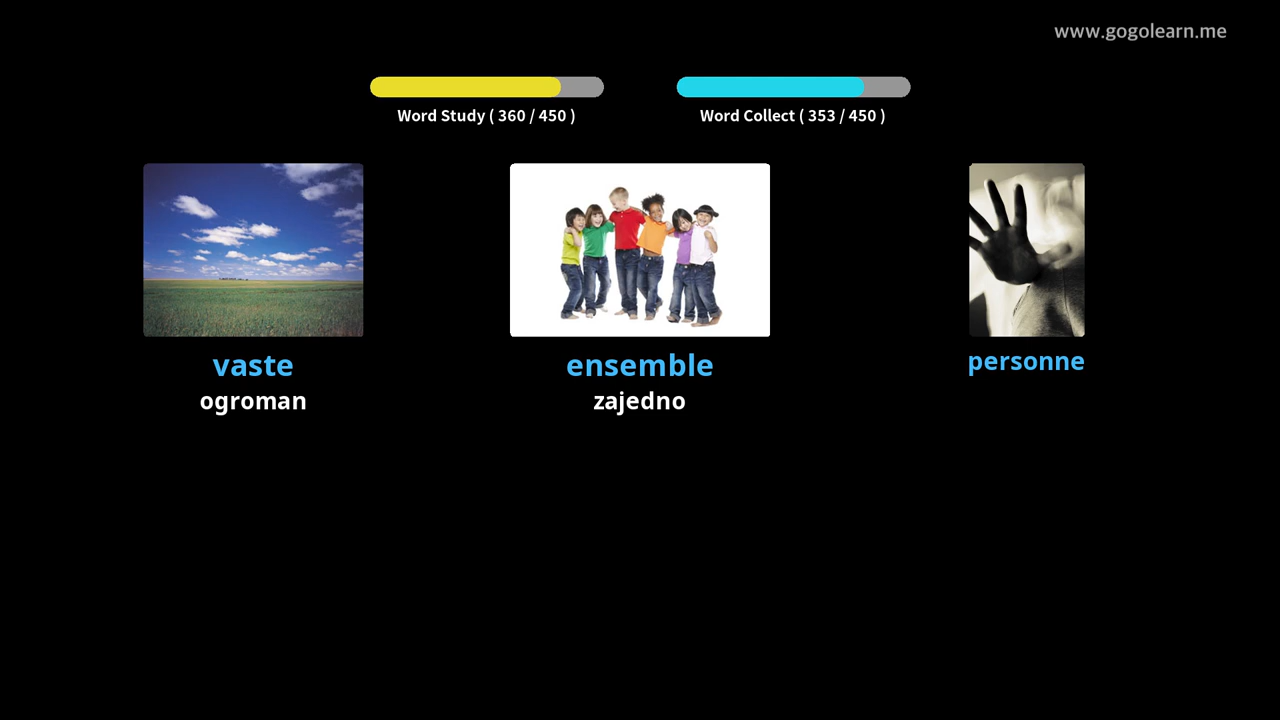 www.gogolearn.me
Word Study ( 360 / 450 )
Word Collect ( 353 / 450 )
vaste
ogroman
ensemble
zajedno
personne